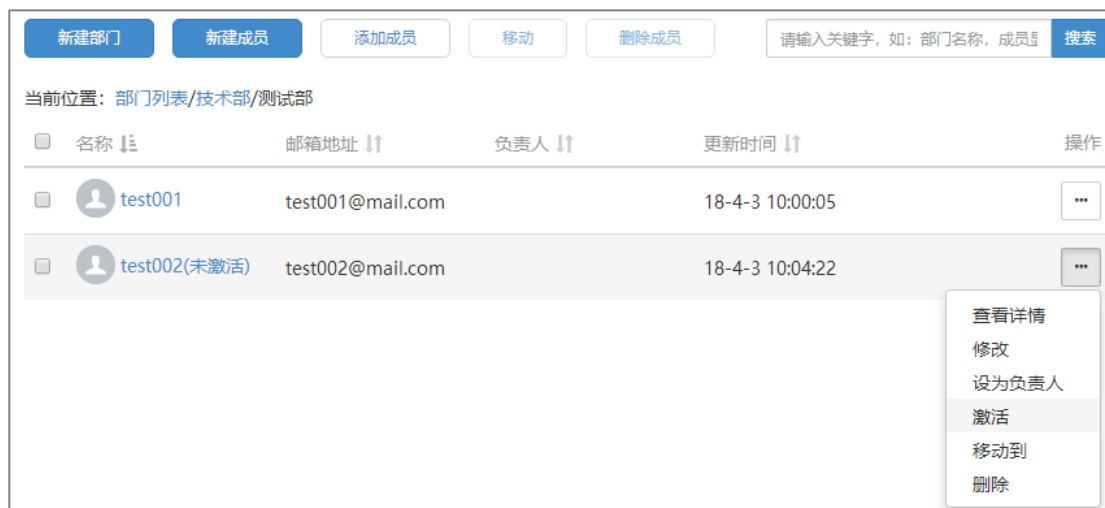 新建部门 新建成员 添加成员 移动 删除成员 请输入关键字，如：部门名称，成员 搜索
当前位置：部门列表/技术部/测试部
名称 邮箱地址 负责人 更新时间 操作
test001 test001@mail.com 18-4-3 10:00:05 ...
test002(未激活) test002@mail.com 18-4-3 10:04:22 ...
查看详情
修改
设为负责人
激活
移动到
删除